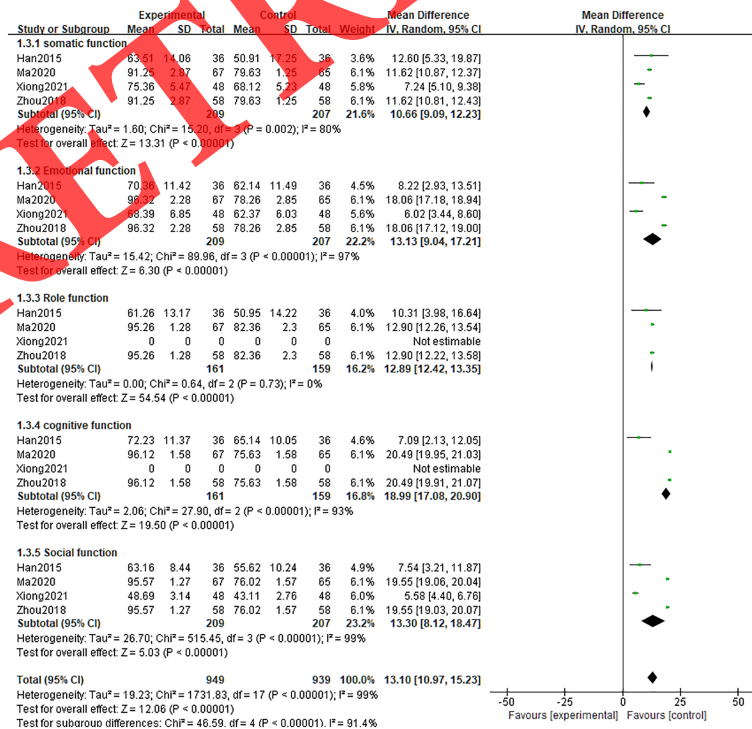 Experimental Control Mean Difference Mean Difference
Study or Subgroup Mean SD Total Mean SD Total Weight IV, Random, 95% CI IV, Random, 95% CI
1.3.1 somatic function
Han2015 63.51 14.06 36 50.91 17.25 36 3.6% 12.60 [5.33, 19.87]
Ma2020 91.25 2.87 67 79.63 1.25 65 6.1% 11.62 [10.87, 12.37]
Xiong2021 75.36 5.47 48 68.12 5.23 48 5.8% 7.24 [5.10, 9.38]
Zhou2018 91.25 2.87 58 79.63 1.25 58 6.1% 11.62 [10.81, 12.43]
Subtotal (95% CI) 209 207 21.6% 10.66 [9.09, 12.23]
Heterogeneity: Tau² = 1.60; Chi² = 15.20, df = 3 (P = 0.002); I² = 80%
Test for overall effect: Z = 13.31 (P < 0.00001)
1.3.2 Emotional function
Han2015 70.36 11.42 36 62.14 11.49 36 4.5% 8.22 [2.93, 13.51]
Ma2020 96.32 2.28 67 78.26 2.85 65 6.1% 18.06 [17.18, 18.94]
Xiong2021 68.39 6.85 48 62.37 6.03 48 5.6% 6.02 [3.44, 8.60]
Zhou2018 96.32 2.28 58 78.26 2.85 58 6.1% 18.06 [17.12, 19.00]
Subtotal (95% CI) 209 207 22.2% 13.13 [9.04, 17.21]
Heterogeneity: Tau² = 15.42; Chi² = 89.96, df = 3 (P < 0.00001); I² = 97%
Test for overall effect: Z = 6.30 (P < 0.00001)
1.3.3 Role function
Han2015 61.26 13.17 36 50.95 14.22 36 4.0% 10.31 [3.98, 16.64]
Ma2020 95.26 1.28 67 82.36 2.3 65 6.1% 12.90 [12.26, 13.54]
Xiong2021 0 0 0 0 0 0 Not estimable
Zhou2018 95.26 1.28 58 82.36 2.3 58 6.1% 12.90 [12.22, 13.58]
Subtotal (95% CI) 161 159 16.2% 12.89 [12.42, 13.35]
Heterogeneity: Tau² = 0.00; Chi² = 0.64, df = 2 (P = 0.73); I² = 0%
Test for overall effect: Z = 54.54 (P < 0.00001)
1.3.4 cognitive function
Han2015 72.23 11.37 36 65.14 10.05 36 4.6% 7.09 [2.13, 12.05]
Ma2020 96.12 1.58 67 75.63 1.58 65 6.1% 20.49 [19.95, 21.03]
Xiong2021 0 0 0 0 0 0 Not estimable
Zhou2018 96.12 1.58 58 75.63 1.58 58 6.1% 20.49 [19.91, 21.07]
Subtotal (95% CI) 161 159 16.8% 18.99 [17.08, 20.90]
Heterogeneity: Tau² = 2.06; Chi² = 27.90, df = 2 (P < 0.00001); I² = 93%
Test for overall effect: Z = 19.50 (P < 0.00001)
1.3.5 Social function
Han2015 63.16 8.44 36 55.62 10.24 36 4.9% 7.54 [3.21, 11.87]
Ma2020 95.57 1.27 67 76.02 1.57 65 6.1% 19.55 [19.06, 20.04]
Xiong2021 48.69 3.14 48 43.11 2.76 48 6.0% 5.58 [4.40, 6.76]
Zhou2018 95.57 1.27 58 76.02 1.57 58 6.1% 19.55 [19.03, 20.07]
Subtotal (95% CI) 209 207 23.2% 13.30 [8.12, 18.47]
Heterogeneity: Tau² = 26.70; Chi² = 515.45, df = 3 (P < 0.00001); I² = 99%
Test for overall effect: Z = 5.03 (P < 0.00001)
Total (95% CI) 949 939 100.0% 13.10 [10.97, 15.23]
Heterogeneity: Tau² = 19.23; Chi² = 1731.83, df = 17 (P < 0.00001); I² = 99%
Test for overall effect: Z = 12.06 (P < 0.00001)
Test for subgroup differences: Chi² = 46.59, df = 4 (P < 0.00001), I² = 91.4%
-50 -25 0 25 50
Favours [experimental] Favours [control]